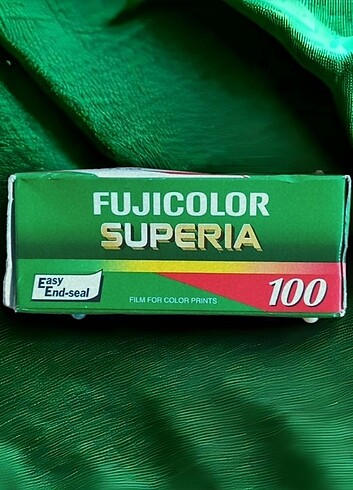 FUJICOLOR
SUPERIA
Easy
End-seal
FILM FOR COLOR PRINTS
100